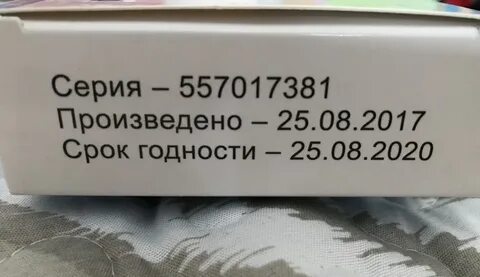 Серия – 557017381
Произведено – 25.08.2017
Срок годности – 25.08.2020